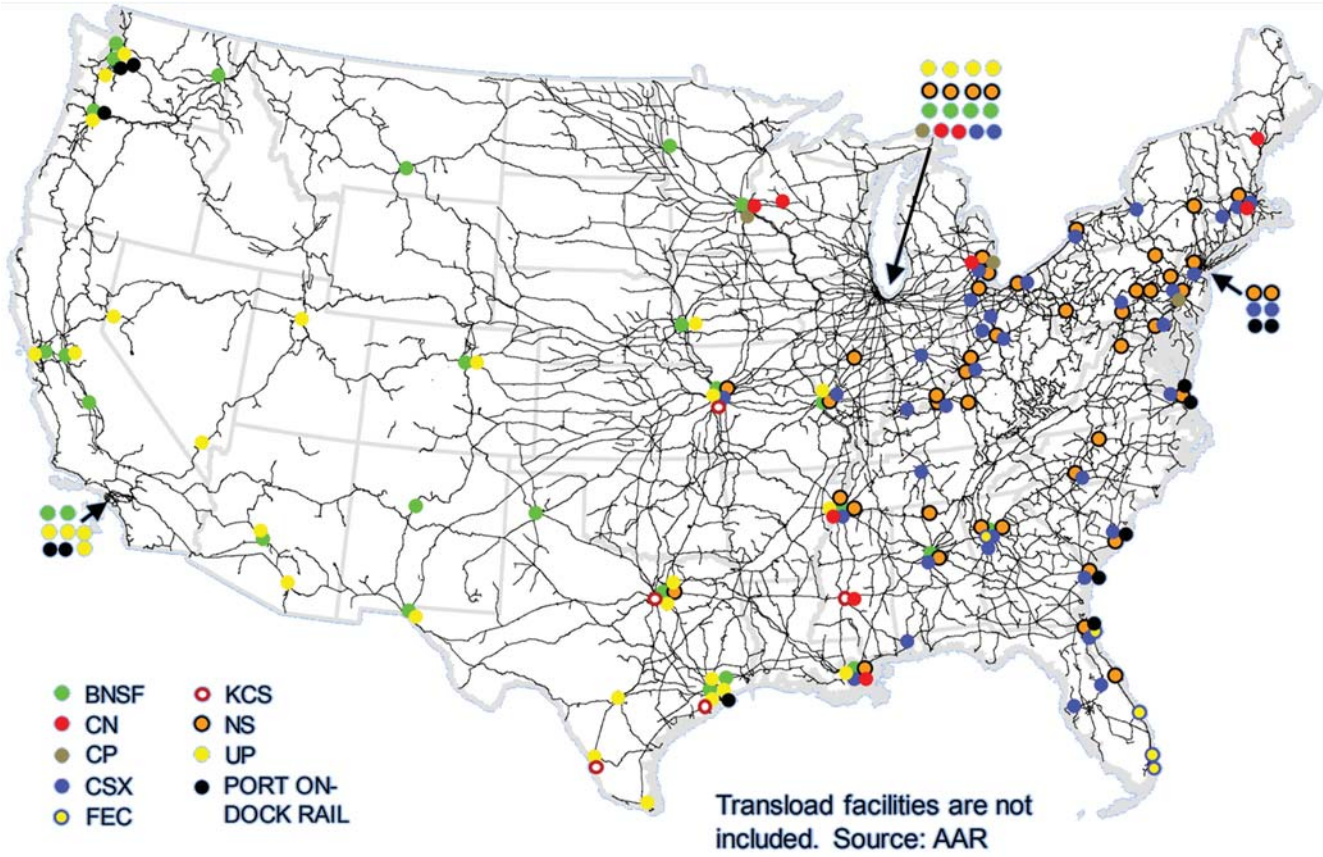 BNSF
CN
CP
CSX
FEC
KCS
NS
UP
PORT ON-
DOCK RAIL
Transload facilities are not
included. Source: AAR